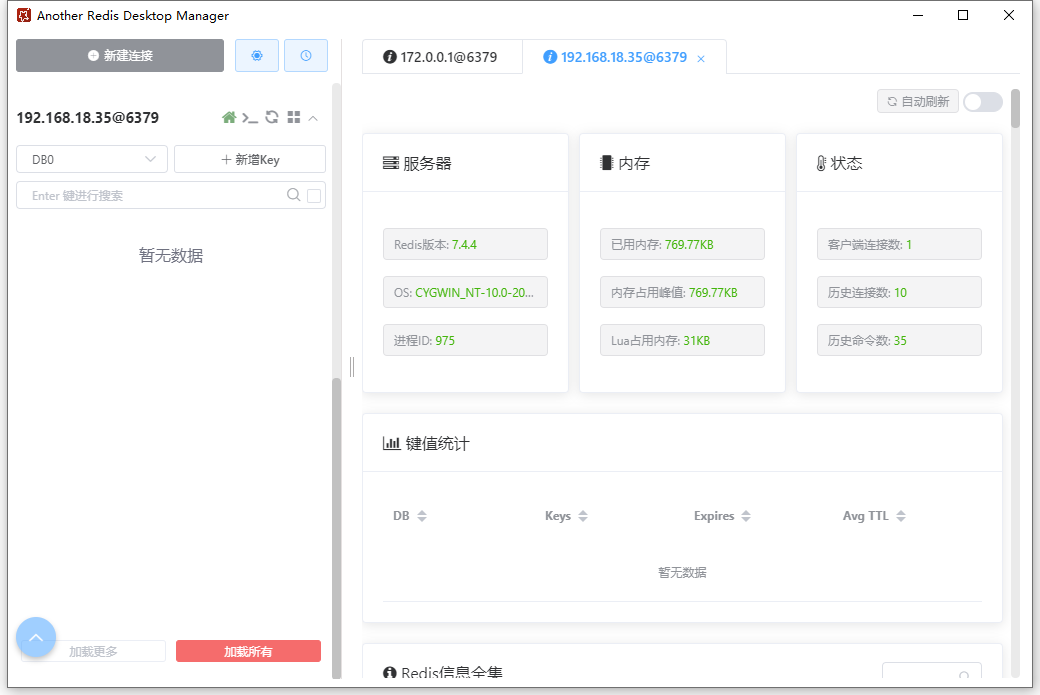 Another Redis Desktop Manager
新建连接
172.0.0.1@6379
192.168.18.35@6379
自动刷新
192.168.18.35@6379
DB0
新增Key
Enter 键进行搜索
暂无数据
加载更多
加载所有
服务器
Redis版本: 7.4.4
OS: CYGWIN_NT-10.0-20...
进程ID: 975
内存
已用内存: 769.77KB
内存占用峰值: 769.77KB
Lua占用内存: 31KB
状态
客户端连接数: 1
历史连接数: 10
历史命令数: 35
键值统计
DB Keys Expires Avg TTL
暂无数据
Redis信息全集